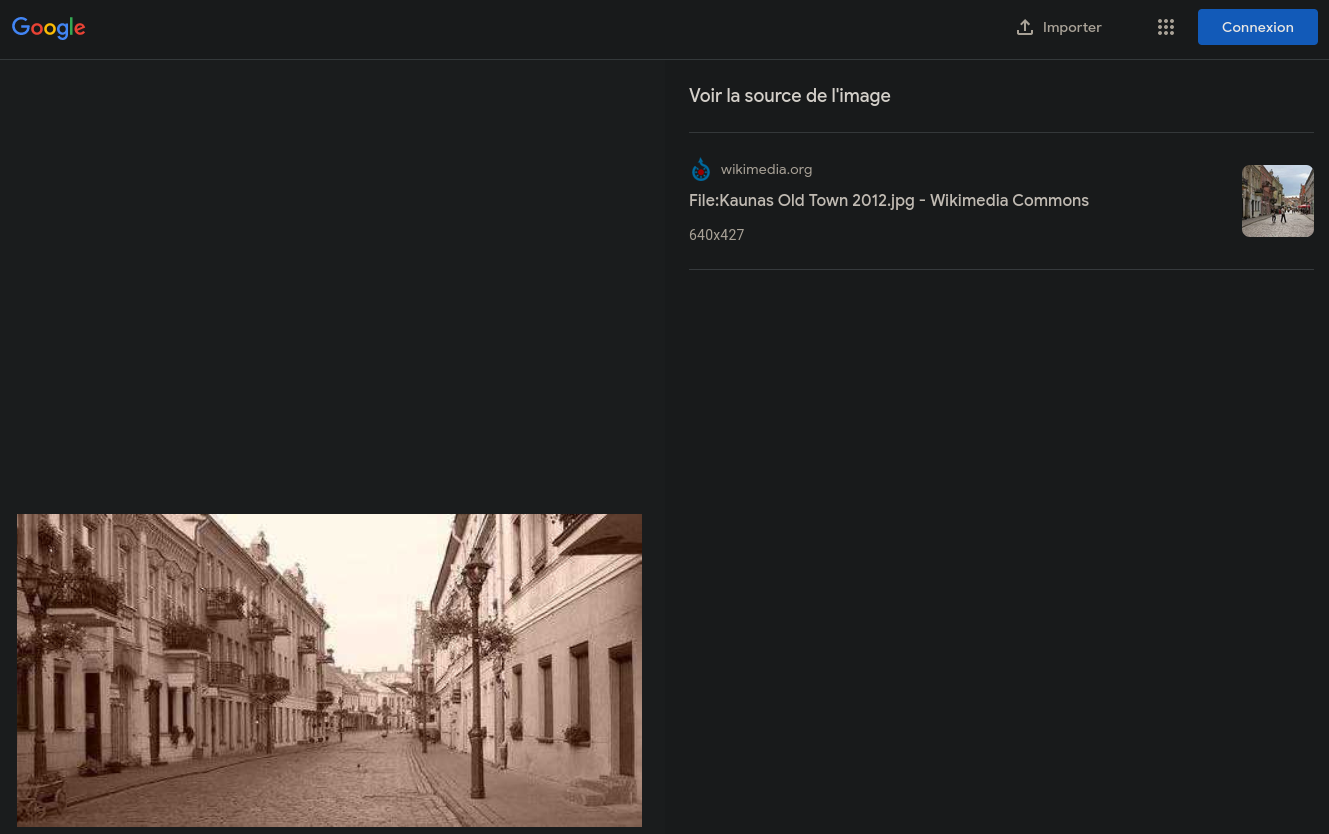 Google
Importer
Connexion
Voir la source de l'image
wikimedia.org
File:Kaunas Old Town 2012.jpg - Wikimedia Commons
640x427